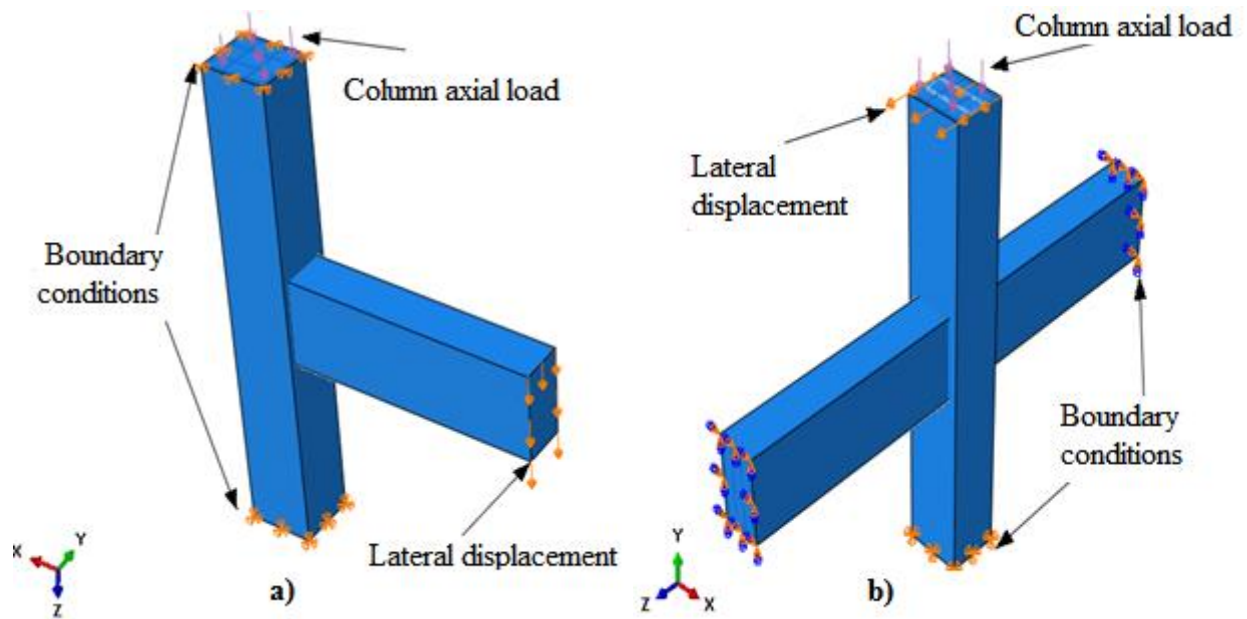 Column axial load
Boundary
conditions
Lateral displacement
X
Y
Z
a)
Column axial load
Lateral
displacement
Boundary
conditions
Y
Z
X
b)